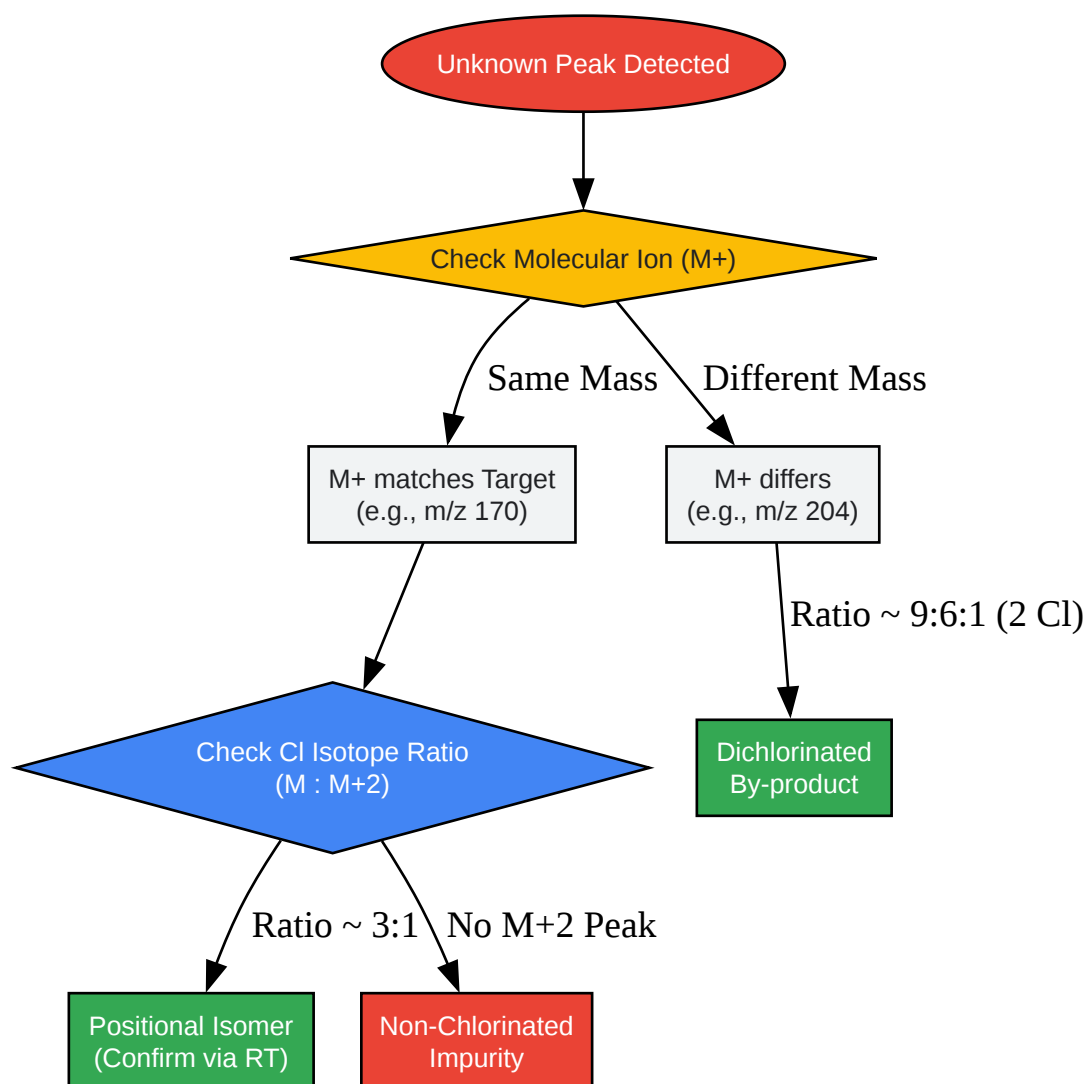 Unknown Peak Detected
Check Molecular Ion (M+)
Same Mass
Different Mass
M+ matches Target
(e.g., m/z 170)
M+ differs
(e.g., m/z 204)
Ratio ~ 9:6:1 (2 Cl)
Check Cl Isotope Ratio
(M : M+2)
Dichlorinated
By-product
Ratio ~ 3:1
No M+2 Peak
Positional Isomer
(Confirm via RT)
Non-Chlorinated
Impurity